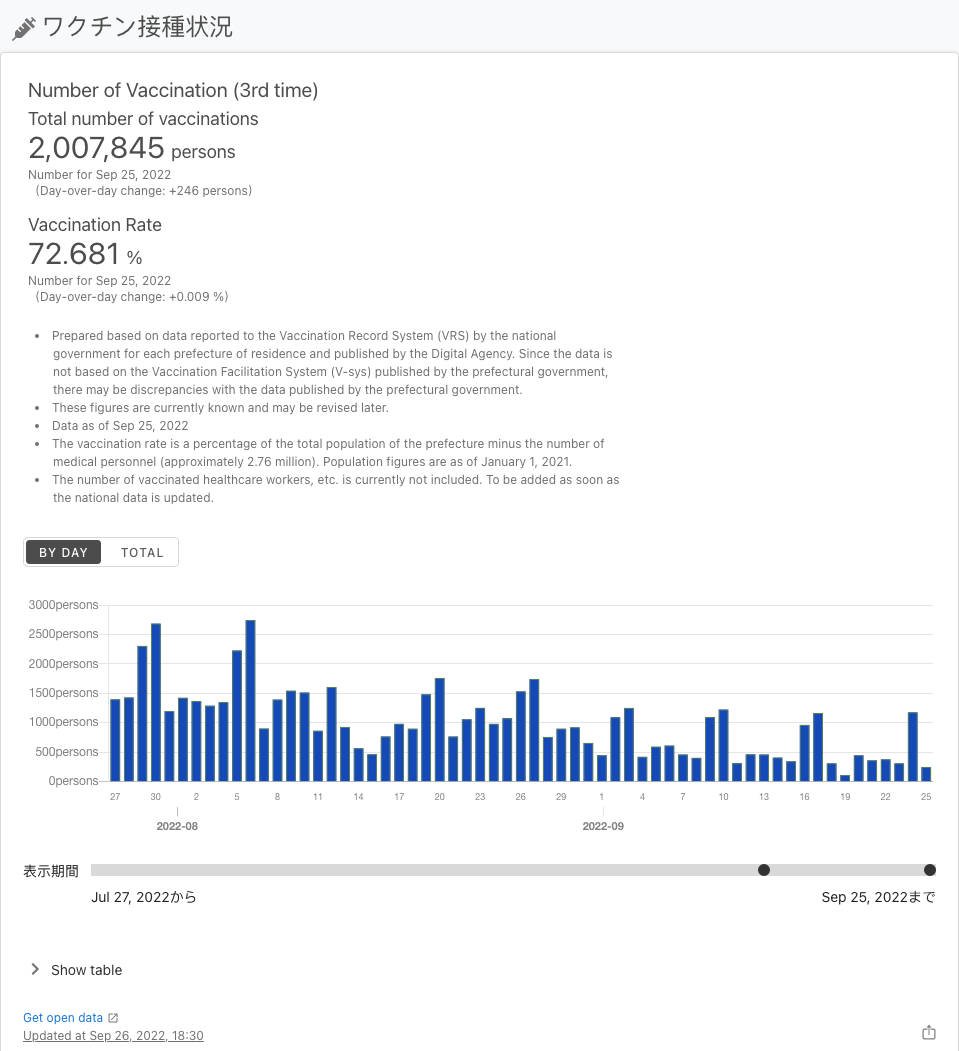 ワクチン接種状況
Number of Vaccination (3rd time)
Total number of vaccinations
2,007,845 persons
Number for Sep 25, 2022
(Day-over-day change: +246 persons)
Vaccination Rate
72.681 %
Number for Sep 25, 2022
(Day-over-day change: +0.009 %)
• Prepared based on data reported to the Vaccination Record System (VRS) by the national
government for each prefecture of residence and published by the Digital Agency. Since the data is
not based on the Vaccination Facilitation System (V-sys) published by the prefectural government,
there may be discrepancies with the data published by the prefectural government.
• These figures are currently known and may be revised later.
• Data as of Sep 25, 2022
• The vaccination rate is a percentage of the total population of the prefecture minus the number of
medical personnel (approximately 2.76 million). Population figures are as of January 1, 2021.
• The number of vaccinated healthcare workers, etc. is currently not included. To be added as soon as
the national data is updated.
BY DAY TOTAL
3000persons
2500persons
2000persons
1500persons
1000persons
500persons
0persons
27 30 2 5 8 11 14 17 20 23 26 29 1 4 7 10 13 16 19 22 25
2022-08 2022-09
表示期間
Jul 27, 2022から Sep 25, 2022まで
Show table
Get open data
Updated at Sep 26, 2022, 18:30